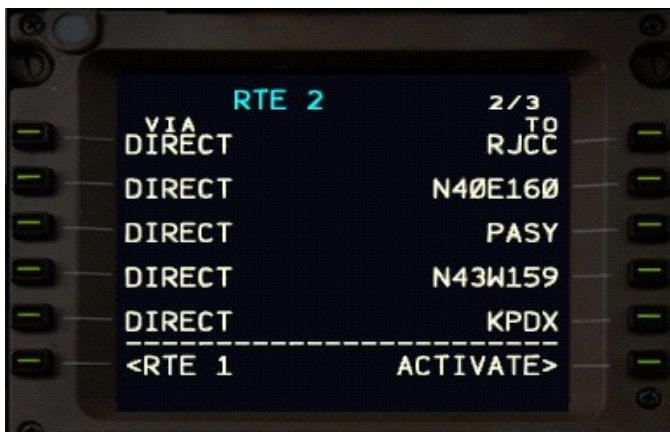 RTE 2 2/3
VIA TO
DIRECT RJCC
DIRECT N40E160
DIRECT PASY
DIRECT N43W159
DIRECT KPDX
<RTE 1 ACTIVATE>